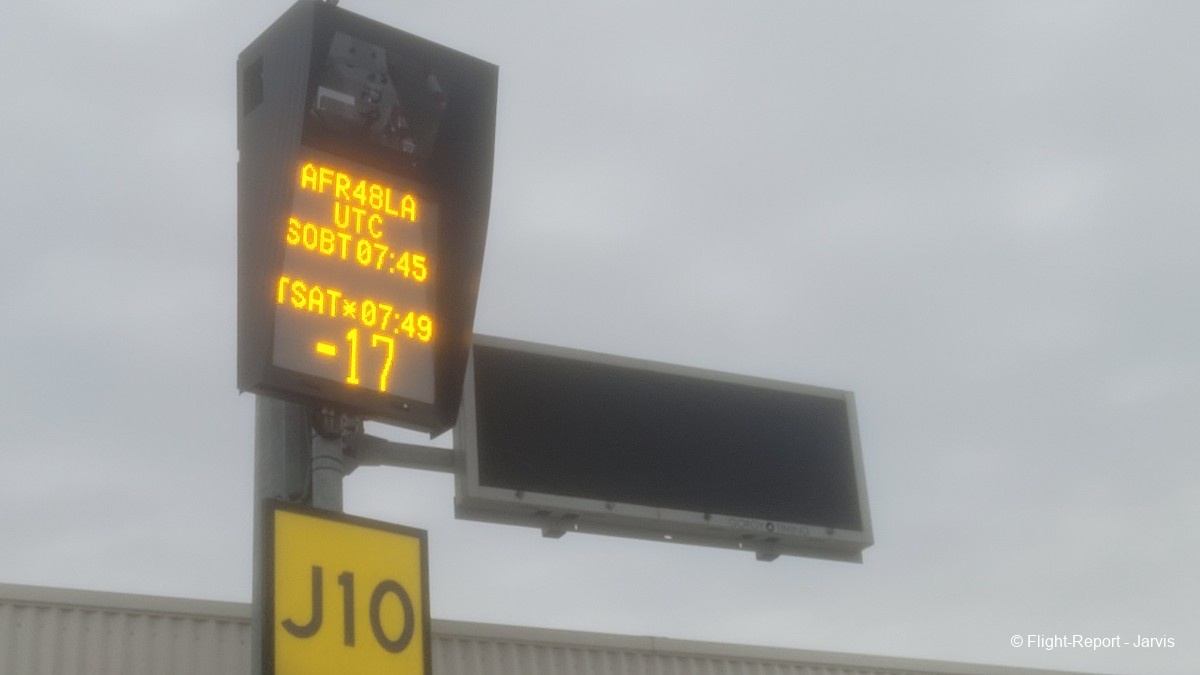 AFR48LA
UTC
SOBT 07:45
TSAT*07:49
-17
J10
© Flight-Report - Jarvis